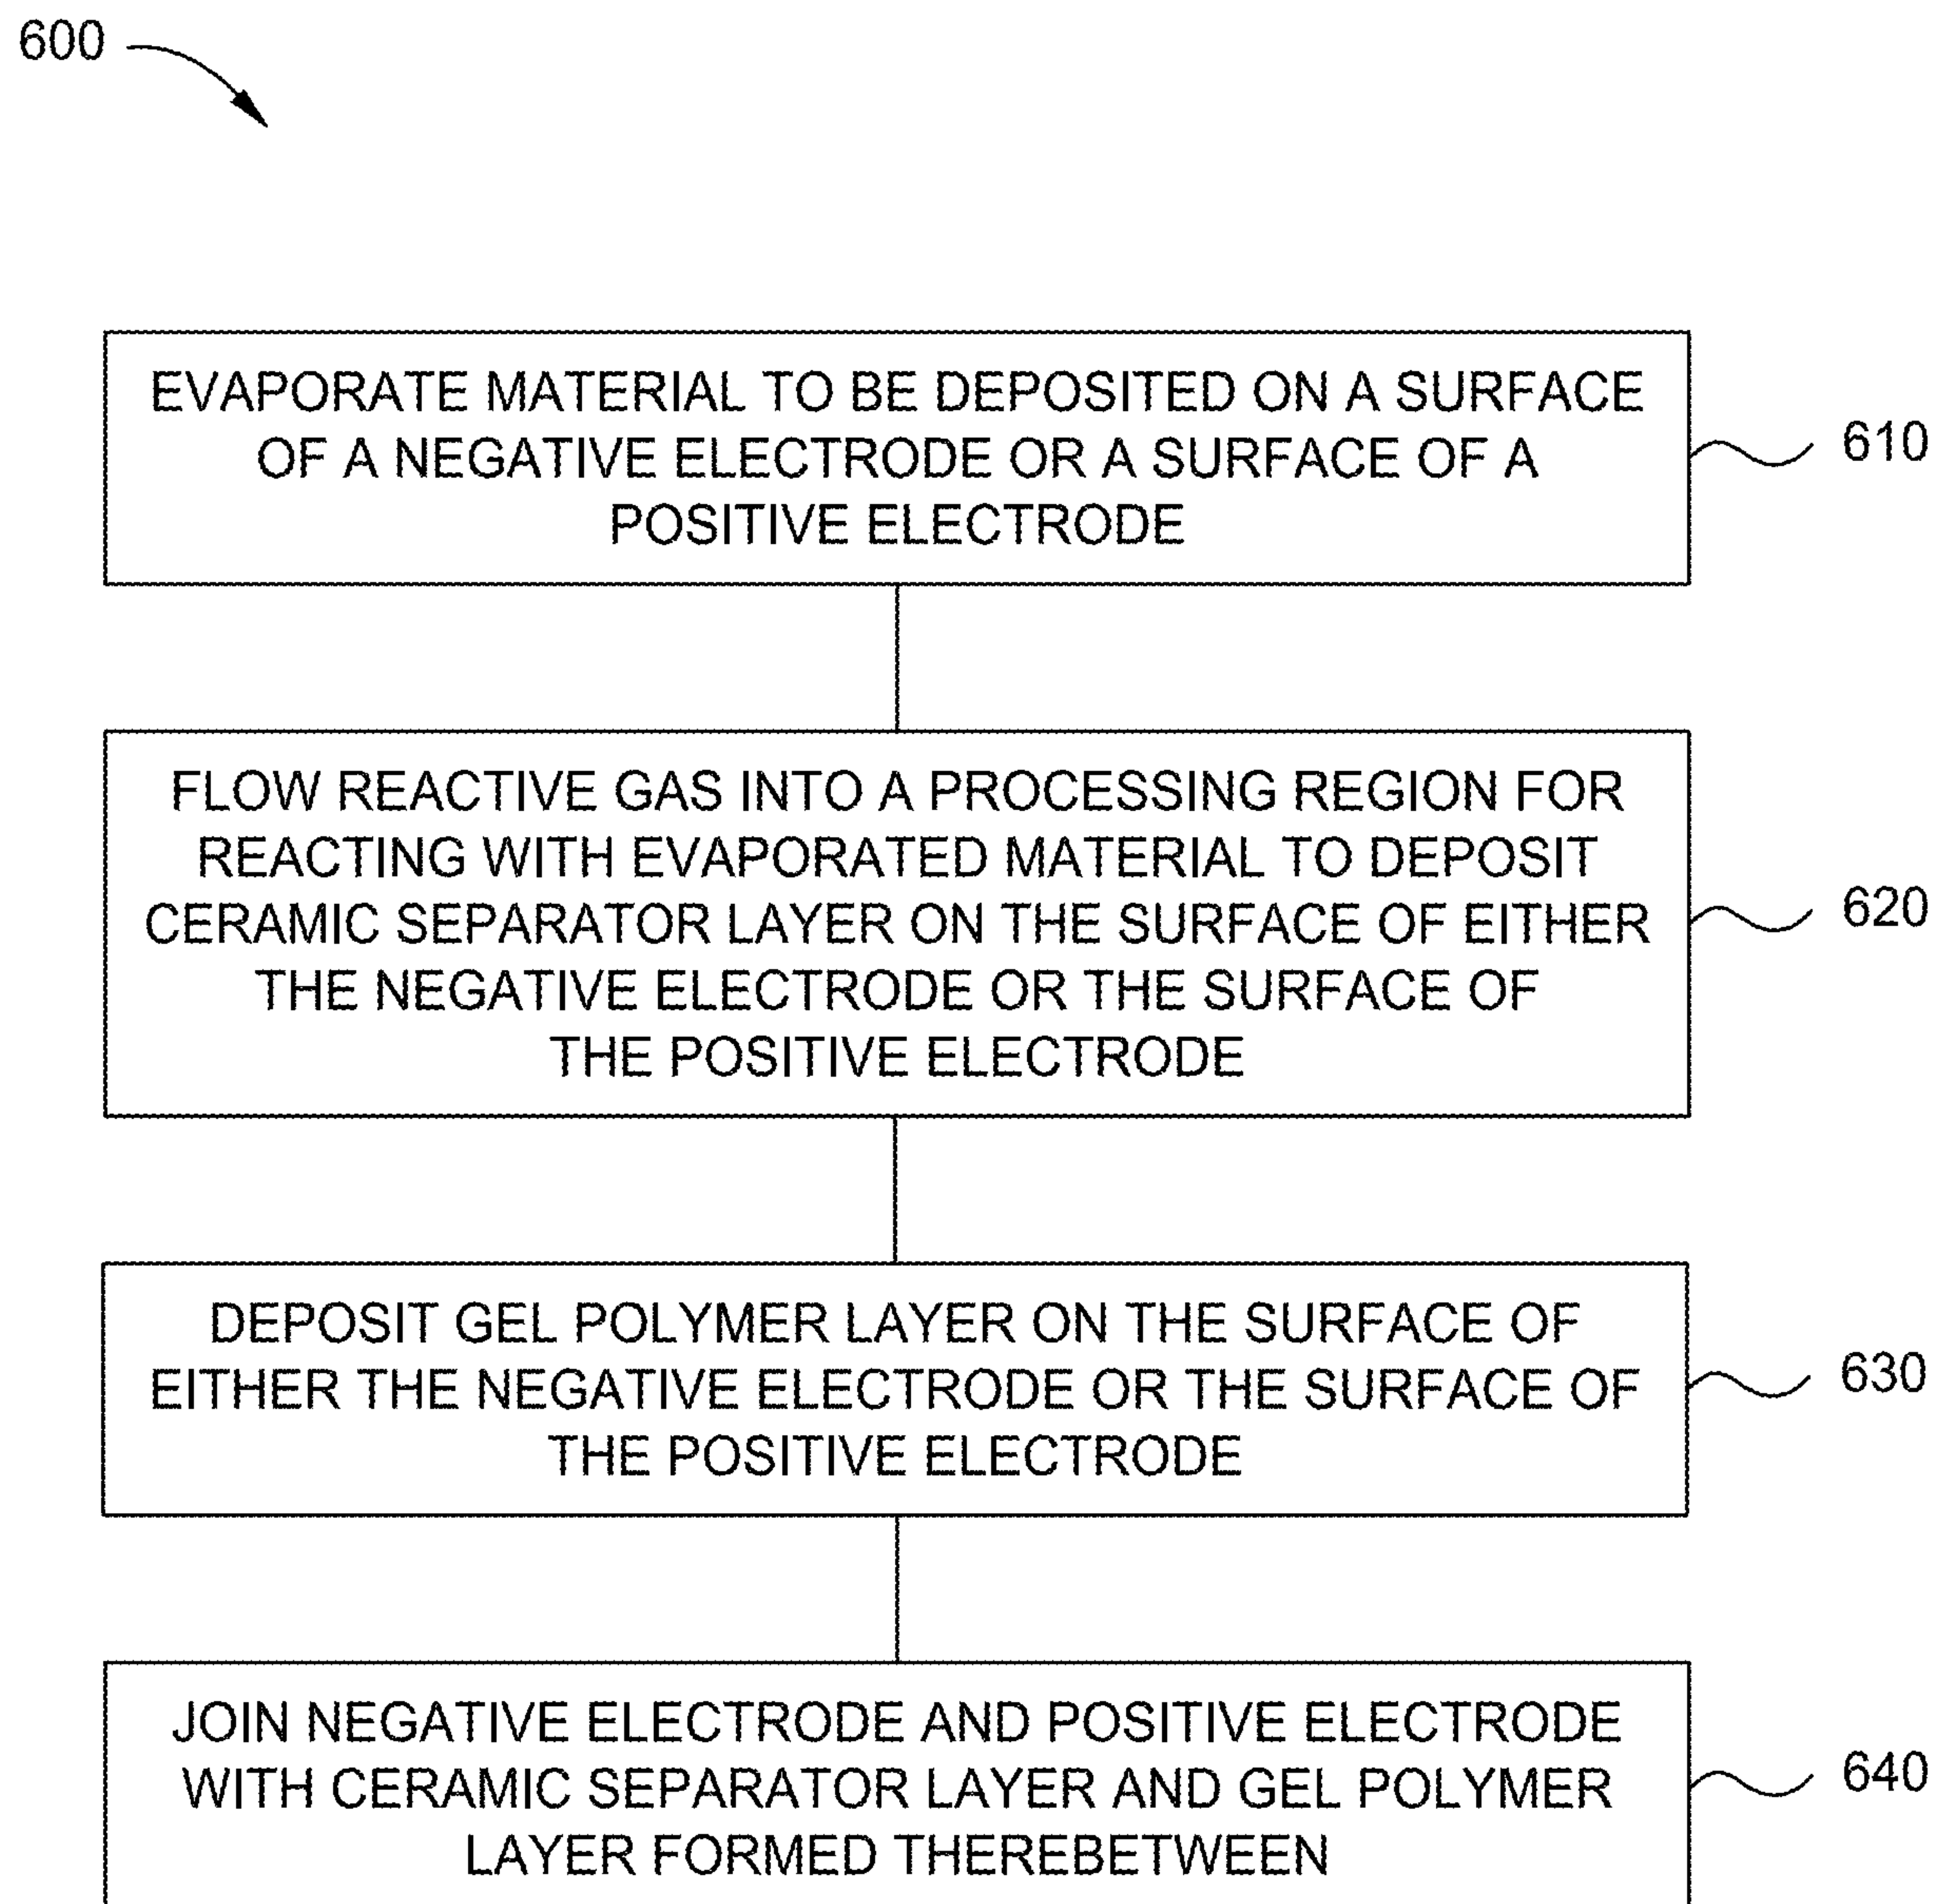 600
EVAPORATE MATERIAL TO BE DEPOSITED ON A SURFACE
OF A NEGATIVE ELECTRODE OR A SURFACE OF A
POSITIVE ELECTRODE
610
FLOW REACTIVE GAS INTO A PROCESSING REGION FOR
REACTING WITH EVAPORATED MATERIAL TO DEPOSIT
CERAMIC SEPARATOR LAYER ON THE SURFACE OF EITHER
THE NEGATIVE ELECTRODE OR THE SURFACE OF
THE POSITIVE ELECTRODE
620
DEPOSIT GEL POLYMER LAYER ON THE SURFACE OF
EITHER THE NEGATIVE ELECTRODE OR THE SURFACE OF
THE POSITIVE ELECTRODE
630
JOIN NEGATIVE ELECTRODE AND POSITIVE ELECTRODE
WITH CERAMIC SEPARATOR LAYER AND GEL POLYMER
LAYER FORMED THEREBETWEEN
640